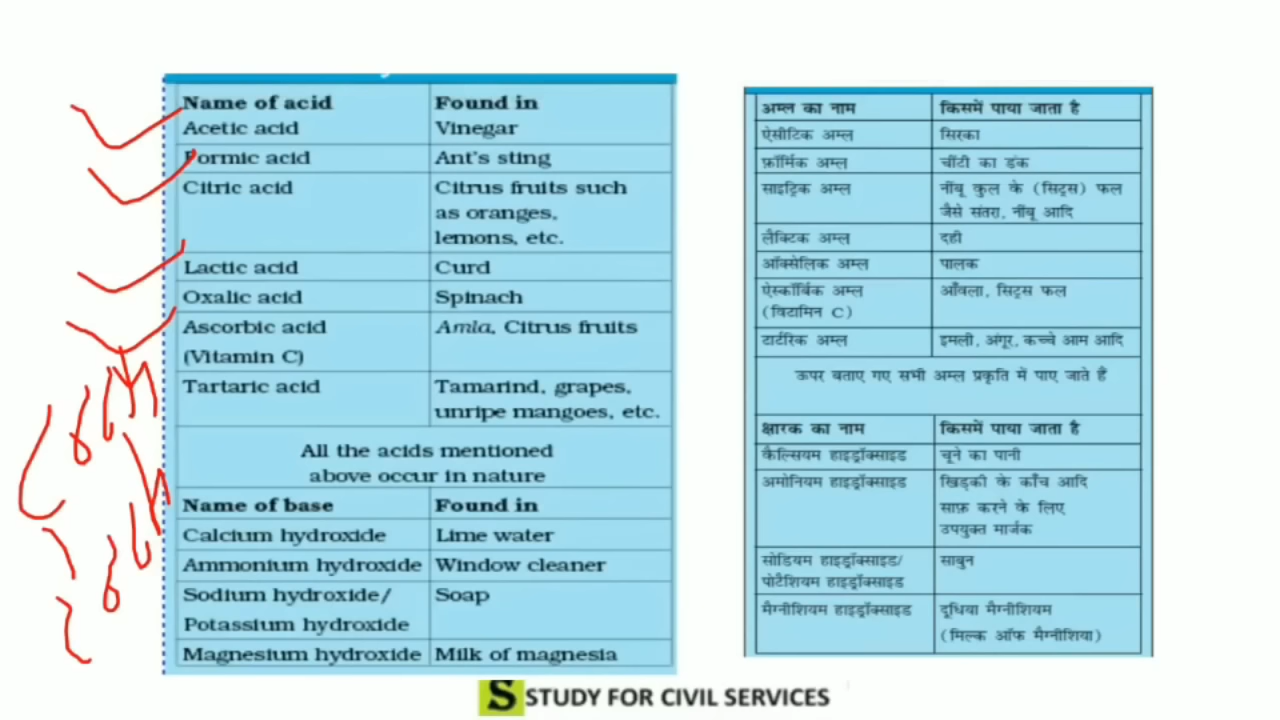 Name of acid Found in
Acetic acid Vinegar
Formic acid Ant's sting
Citric acid Citrus fruits such
as oranges,
lemons, etc.
Lactic acid Curd
Oxalic acid Spinach
Ascorbic acid Amla, Citrus fruits
(Vitamin C)
Tartaric acid Tamarind, grapes,
unripe mangoes, etc.
All the acids mentioned
above occur in nature
Name of base Found in
Calcium hydroxide Lime water
Ammonium hydroxide Window cleaner
Sodium hydroxide/ Soap
Potassium hydroxide
Magnesium hydroxide Milk of magnesia
अम्ल का नाम किसमें पाया जाता है
ऐसीटिक अम्ल सिरका
फ़ॉर्मिक अम्ल चींटी का डंक
साइट्रिक अम्ल नींबू कुल के (सिट्रस) फल
जैसे संतरा, नींबू आदि
लैक्टिक अम्ल दही
ऑक्सेलिक अम्ल पालक
ऐस्कॉर्बिक अम्ल आँवला, सिट्रस फल
(विटामिन C)
टार्टरिक अम्ल इमली, अंगूर, कच्चे आम आदि
ऊपर बताए गए सभी अम्ल प्रकृति में पाए जाते हैं
क्षारक का नाम किसमें पाया जाता है
कैल्सियम हाइड्रॉक्साइड चूने का पानी
अमोनियम हाइड्रॉक्साइड खिड़की के काँच आदि
साफ़ करने के लिए
उपयुक्त मार्जक
सोडियम हाइड्रॉक्साइड/ साबुन
पोटैशियम हाइड्रॉक्साइड
मैग्नीशियम हाइड्रॉक्साइड दूधिया मैग्नीशियम
(मिल्क ऑफ मैग्नीशिया)
S STUDY FOR CIVIL SERVICES